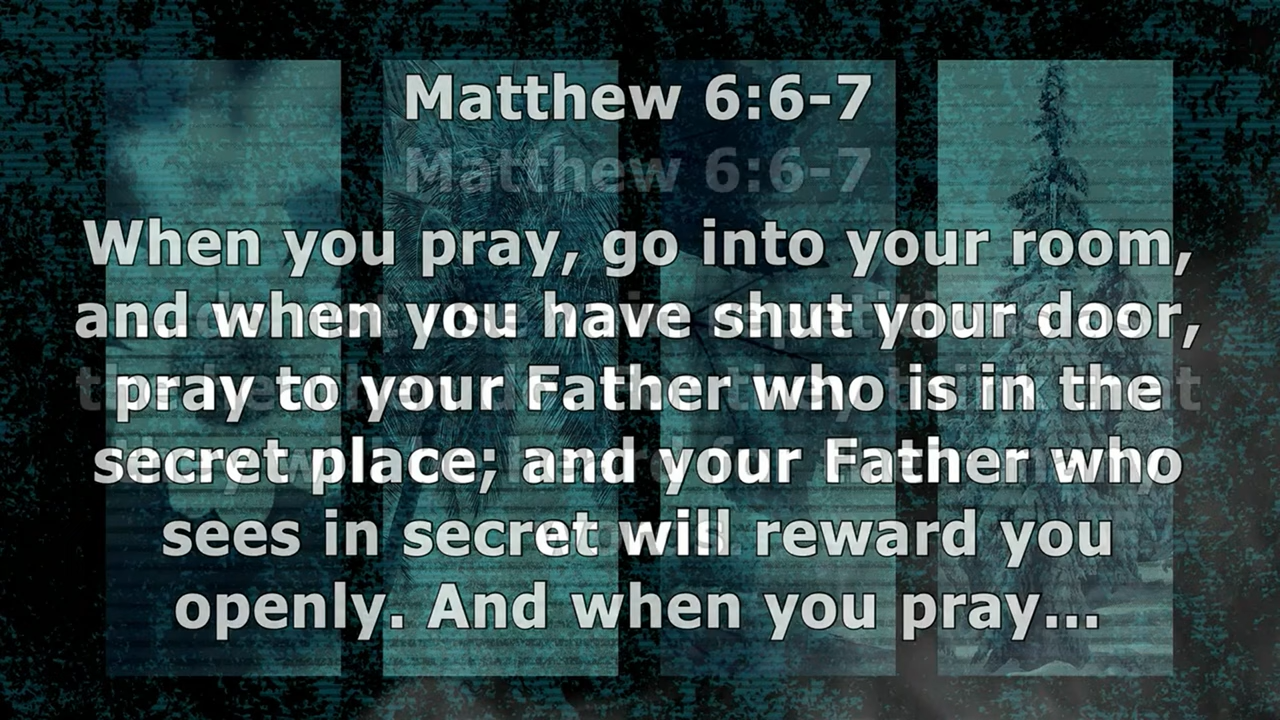 Matthew 6:6-7
Matthew 6:6-7
When you pray, go into your room,
and when you have shut your door,
pray to your Father who is in the
secret place; and your Father who
sees in secret will reward you
openly. And when you pray...